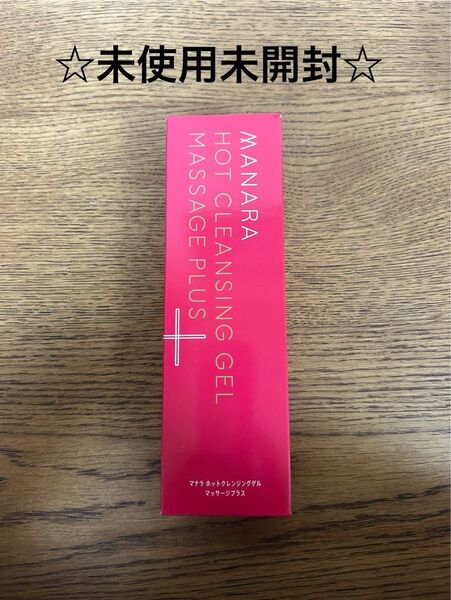 ☆未使用未開封☆
MANARA
HOT CLEANSING GEL
MASSAGE PLUS
マナラ ホットクレンジングゲル
マッサージプラス